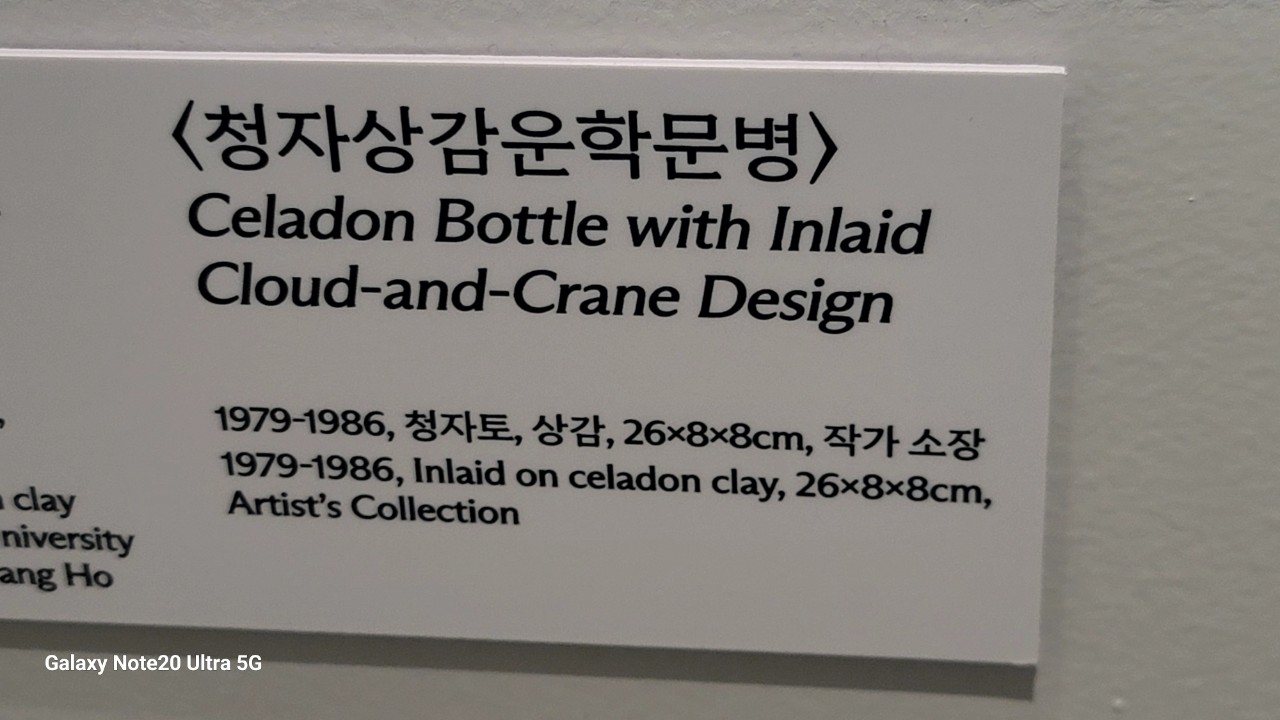 〈청자상감운학문병〉
Celadon Bottle with Inlaid
Cloud-and-Crane Design
1979-1986, 청자토, 상감, 26×8×8cm, 작가 소장
1979-1986, Inlaid on celadon clay, 26×8×8cm,
Artist's Collection
clay
Ho
Galaxy Note20 Ultra 5G